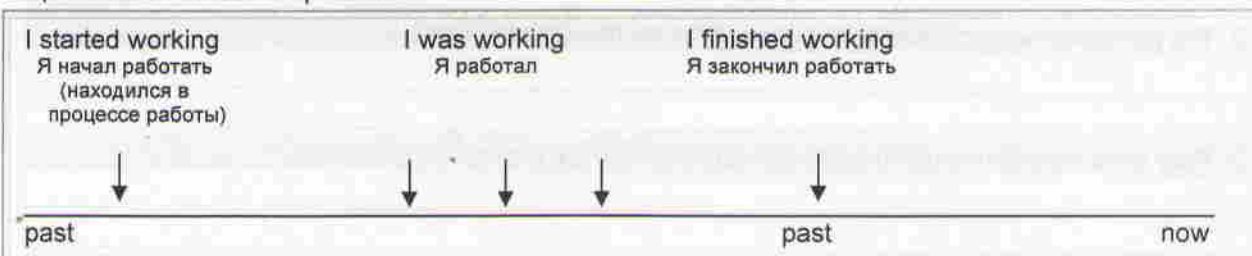 I started working I was working I finished working
Я начал работать Я работал Я закончил работать
(находился в
процессе работы)
past past now